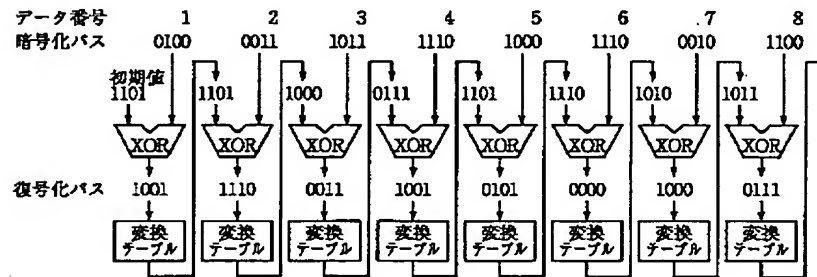 データ番号 1 2 3 4 5 6 7 8
暗号化パス 0100 0011 1011 1110 1000 1110 0010 1100
初期値
1101 1101 1000 0111 1101 1110 1010 1011
XOR XOR XOR XOR XOR XOR XOR XOR
復号化パス 1001 1110 0011 1001 0101 0000 1000 0111
変換 変換 変換 変換 変換 変換 変換 変換
テーブル テーブル テーブル テーブル テーブル テーブル テーブル テーブル